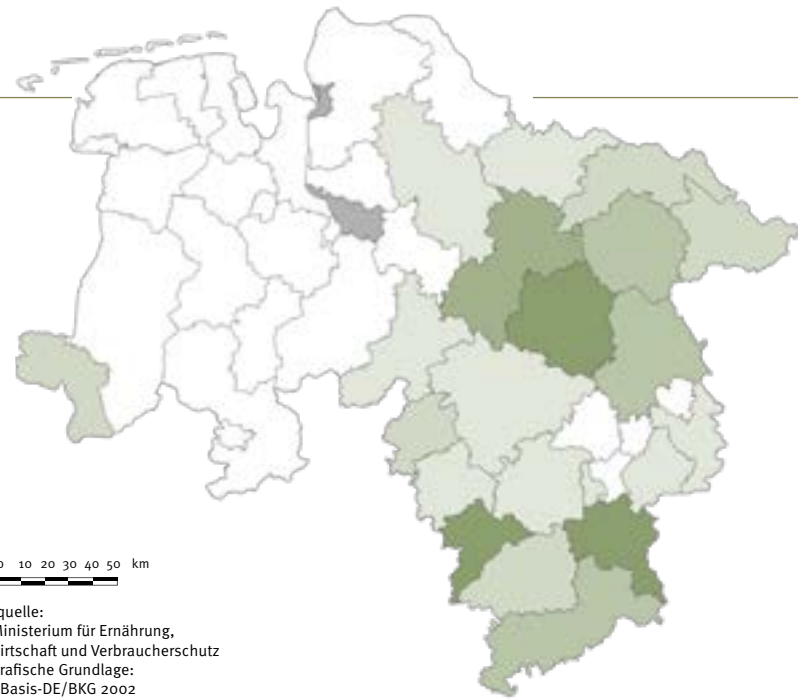 0 10 20 30 40 50 km
quelle:
Ministerium für Ernährung,
irtschaft und Verbraucherschutz
rafische Grundlage:
Basis-DE/BKG 2002